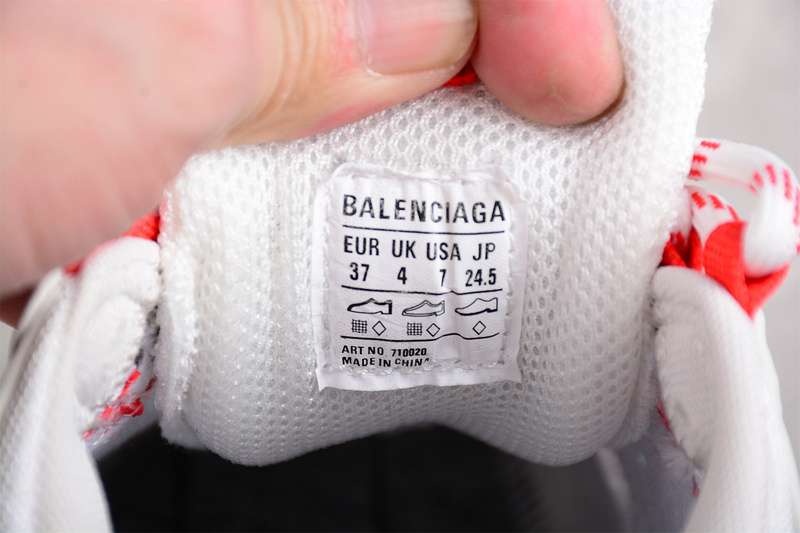 BALENCIAGA
EUR UK USA JP
37 4 7 24.5
ART NO 710020
MADE IN CHINA